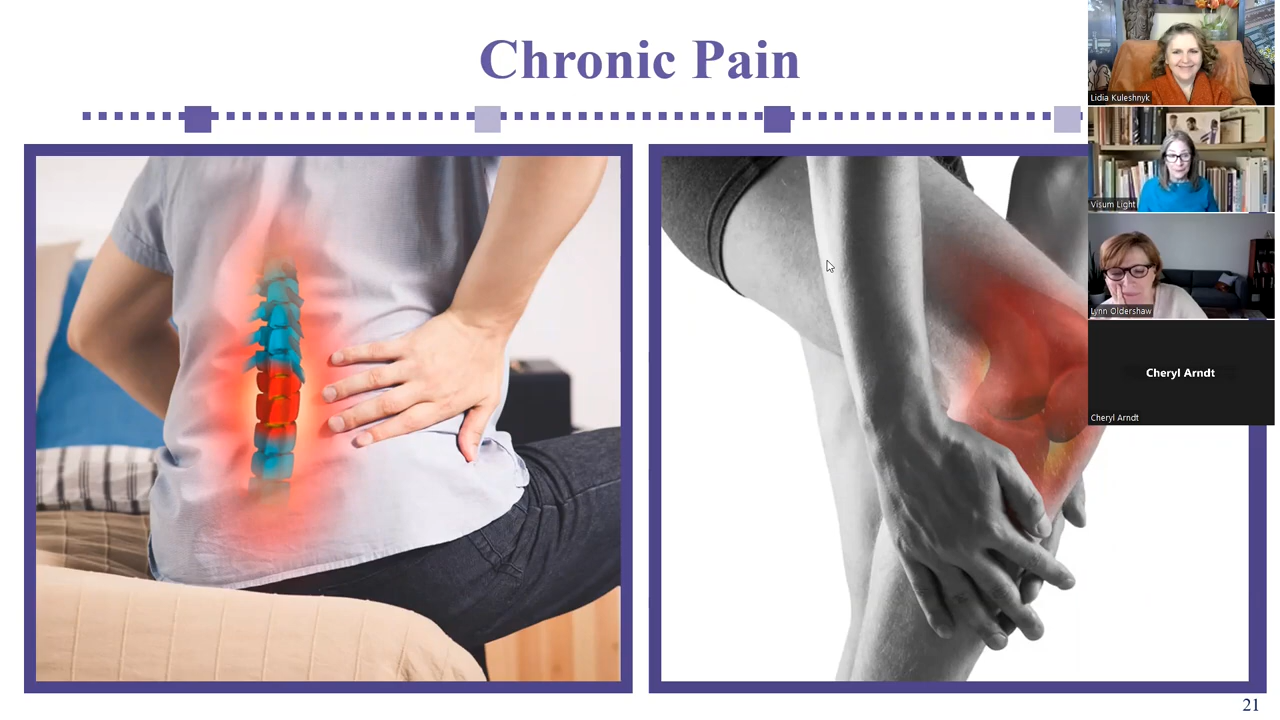 Chronic Pain
Lidia Kuleshnyk
Visum Light
Lynn Oldershaw
Cheryl Arndt
Cheryl Arndt
21